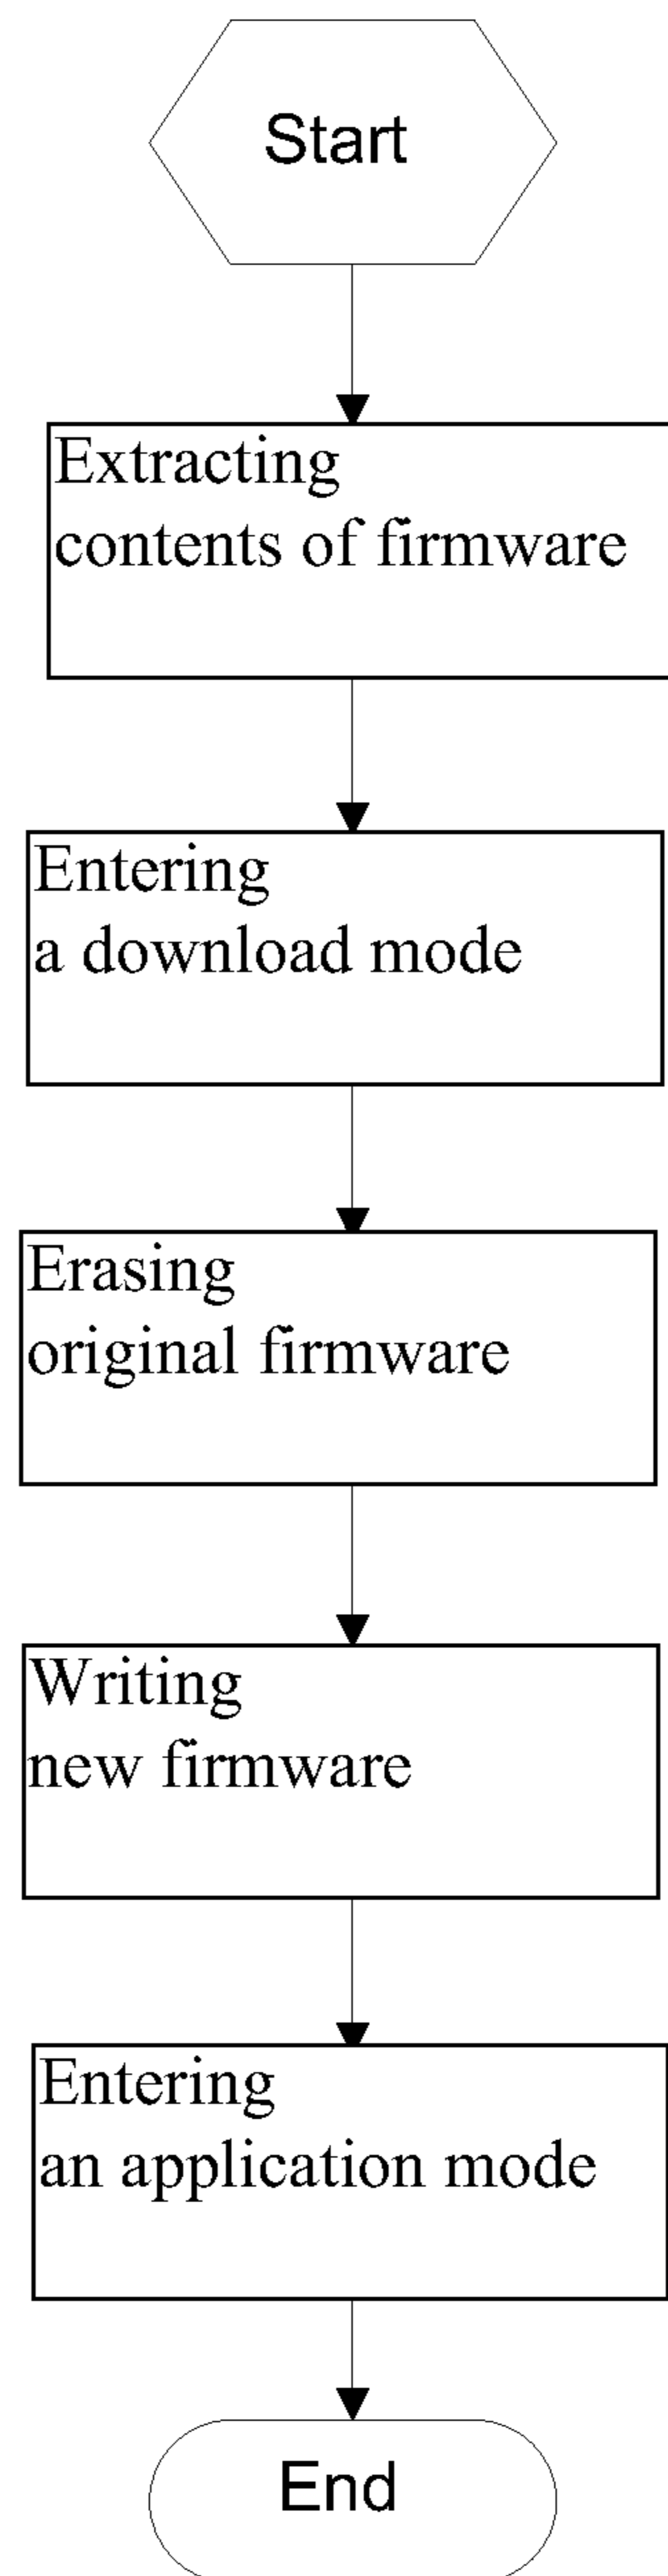 Start
Extracting
contents of firmware
Entering
a download mode
Erasing
original firmware
Writing
new firmware
Entering
an application mode
End